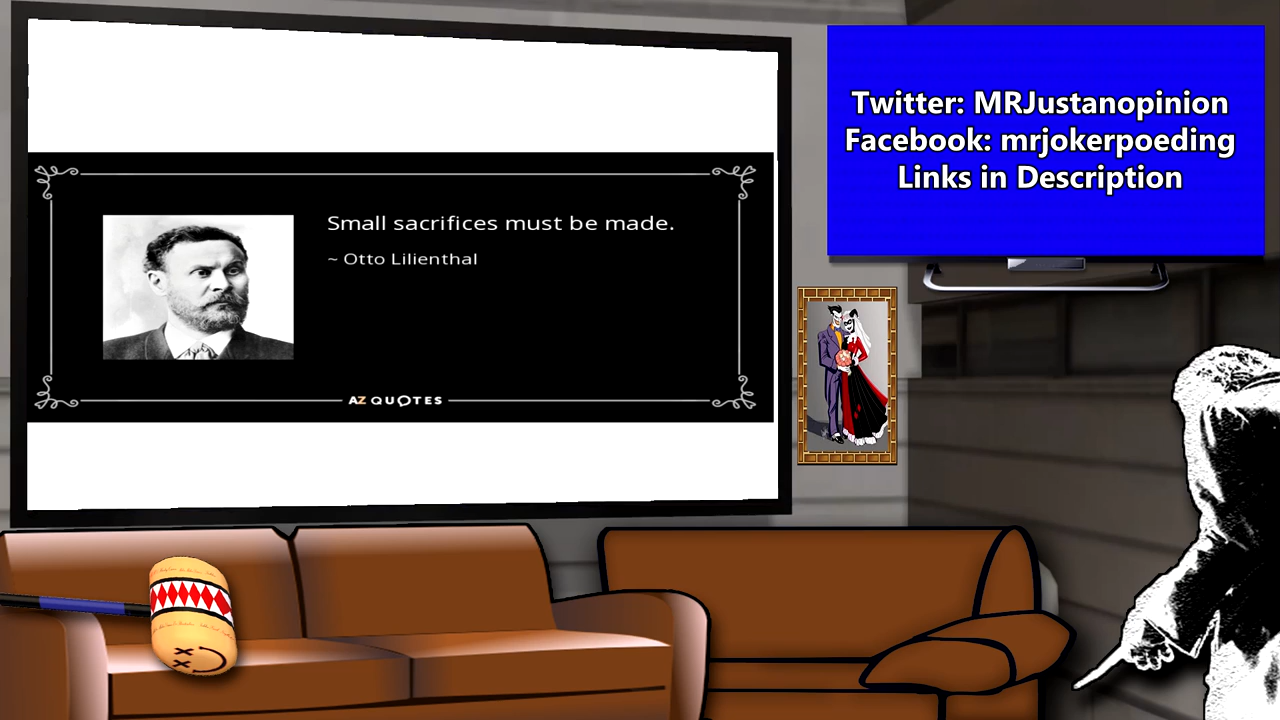 Small sacrifices must be made.
~ Otto Lilienthal
AZ QUOTES
Twitter: MRJustanopinion
Facebook: mrjokerpoeding
Links in Description